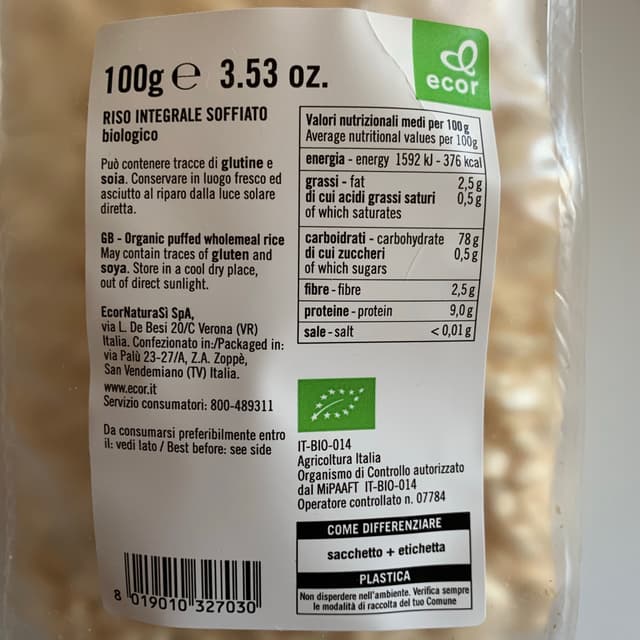 100g ℮ 3.53 oz.
ecor
RISO INTEGRALE SOFFIATO
biologico
Può contenere tracce di glutine e
soia. Conservare in luogo fresco ed
asciutto al riparo dalla luce solare
diretta.
GB - Organic puffed wholemeal rice
May contain traces of gluten and
soya. Store in a cool dry place,
out of direct sunlight.
EcorNaturaSì SpA,
via L. De Besi 20/C Verona (VR)
Italia. Confezionato in:/Packaged in:
via Palù 23-27/A, Z.A. Zoppè,
San Vendemiano (TV) Italia.
www.ecor.it
Servizio consumatori: 800-489311
Da consumarsi preferibilmente entro
il: vedi lato / Best before: see side
8 019010 327030
Valori nutrizionali medi per 100g
Average nutritional values per 100g
energia - energy 1592 kJ - 376 kcal
grassi - fat 2,5 g
di cui acidi grassi saturi 0,5 g
of which saturates
carboidrati - carbohydrate 78 g
di cui zuccheri 0,5 g
of which sugars
fibre - fibre 2,5 g
proteine - protein 9,0 g
sale - salt < 0,01 g
IT-BIO-014
Agricoltura Italia
Organismo di Controllo autorizzato
dal MiPAAFT IT-BIO-014
Operatore controllato n. 07784
COME DIFFERENZIARE
sacchetto + etichetta
PLASTICA
Non disperdere nell'ambiente. Verifica sempre
le modalità di raccolta del tuo Comune